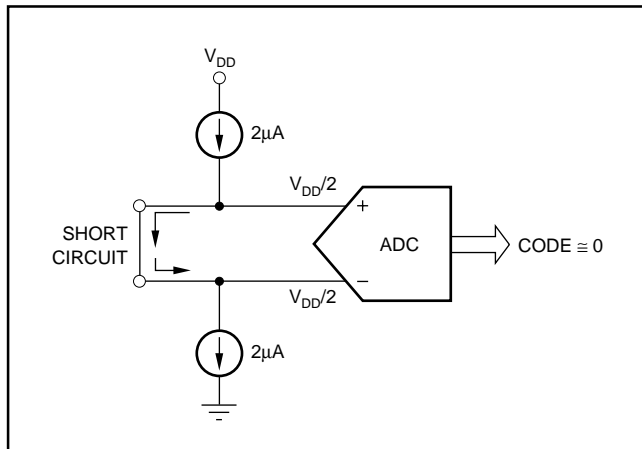 V_DD
2μA
V_DD/2
+
SHORT
CIRCUIT
ADC
CODE ≅ 0
V_DD/2
−
2μA